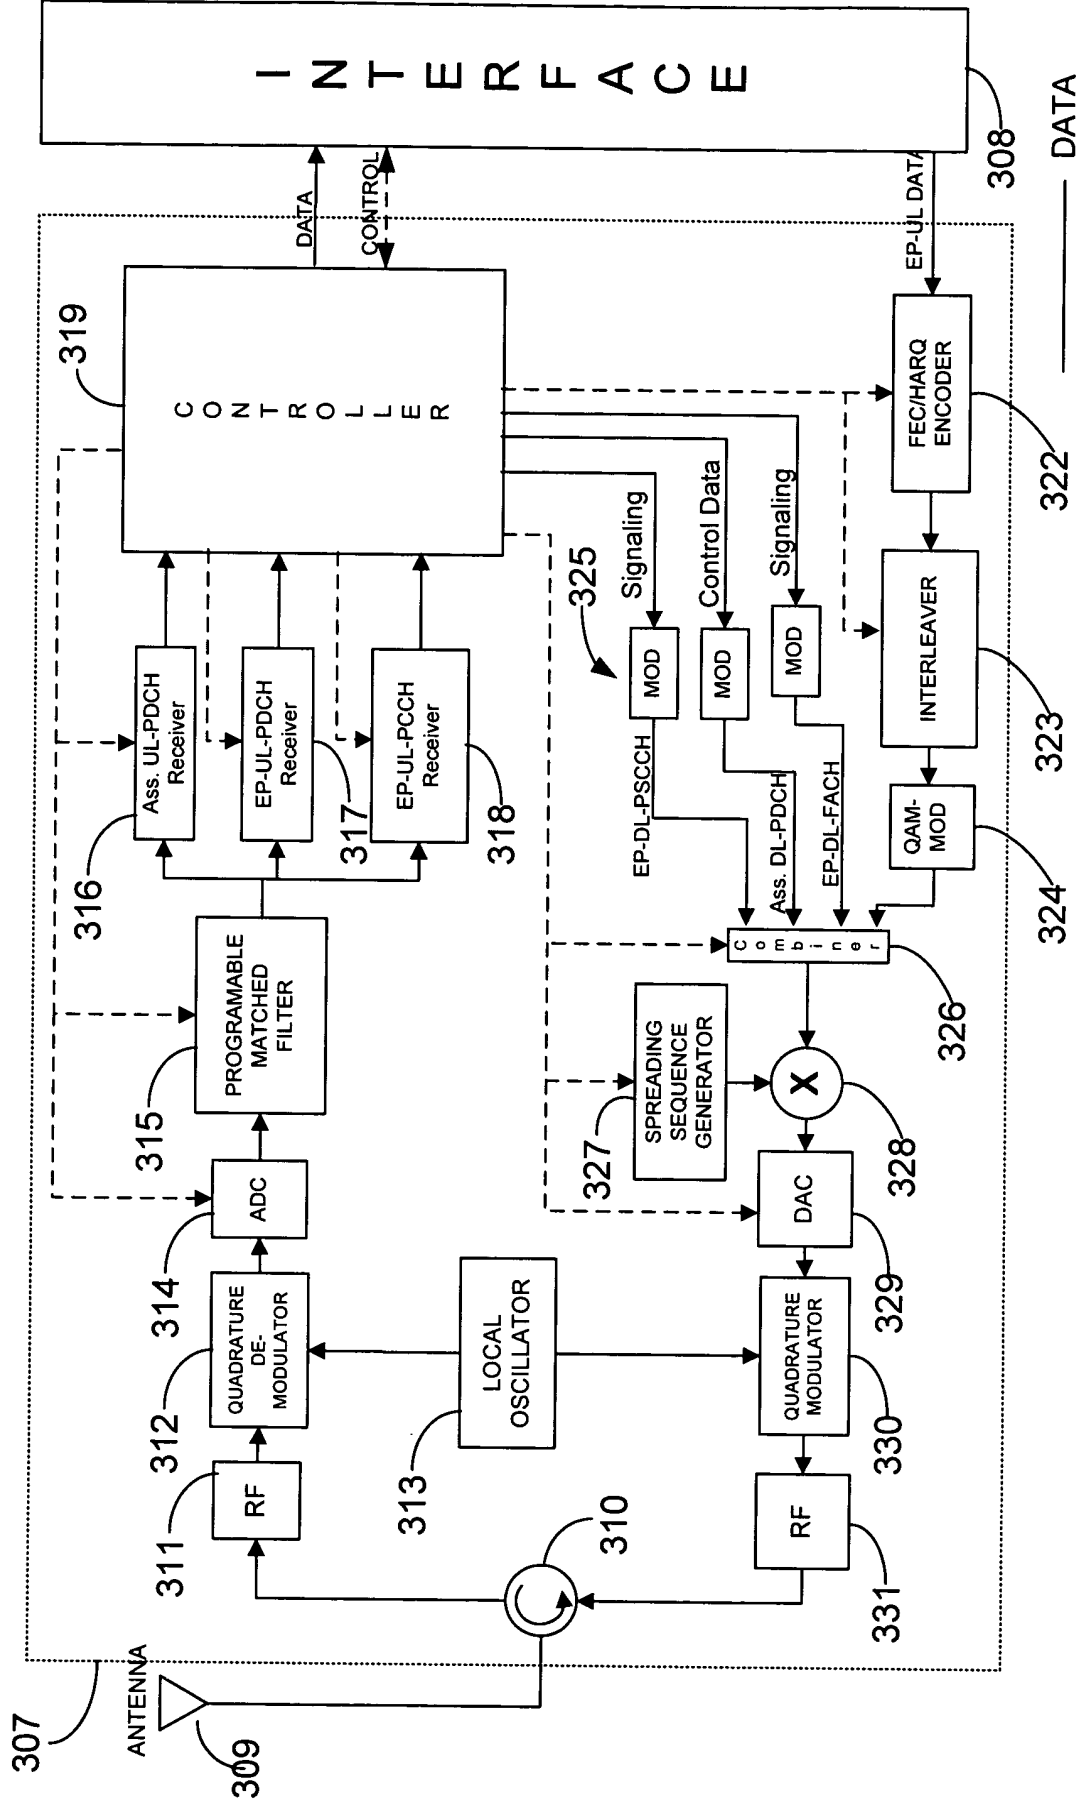 307
ANTENNA
309
310
311
RF
312
QUADRATURE
DE-
MODULATOR
313
LOCAL
OSCILLATOR
314
ADC
315
PROGRAMABLE
MATCHED
FILTER
316
Ass. UL-PDCH
Receiver
EP-UL-PDCH
Receiver
317
EP-UL-PCCH
Receiver
318
319
CONTROLLER
DATA
CONTROL
INTERFACE
308
EP-UL DATA
FEC/HARQ
ENCODER
322
INTERLEAVER
323
QAM-
MOD
324
325
Signaling
MOD
EP-DL-PSCCH
Control Data
MOD
Ass. DL-PDCH
Signaling
MOD
EP-DL-FACH
Combiner
326
SPREADING
SEQUENCE
GENERATOR
327
X
328
DAC
329
QUADRATURE
MODULATOR
330
RF
331
DATA